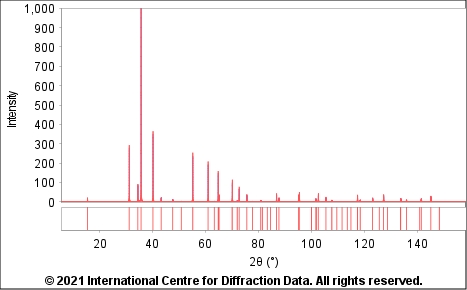 1,000
900
800
700
600
500
400
300
200
100
0
Intensity
20 40 60 80 100 120 140
2θ (°)
© 2021 International Centre for Diffraction Data. All rights reserved.